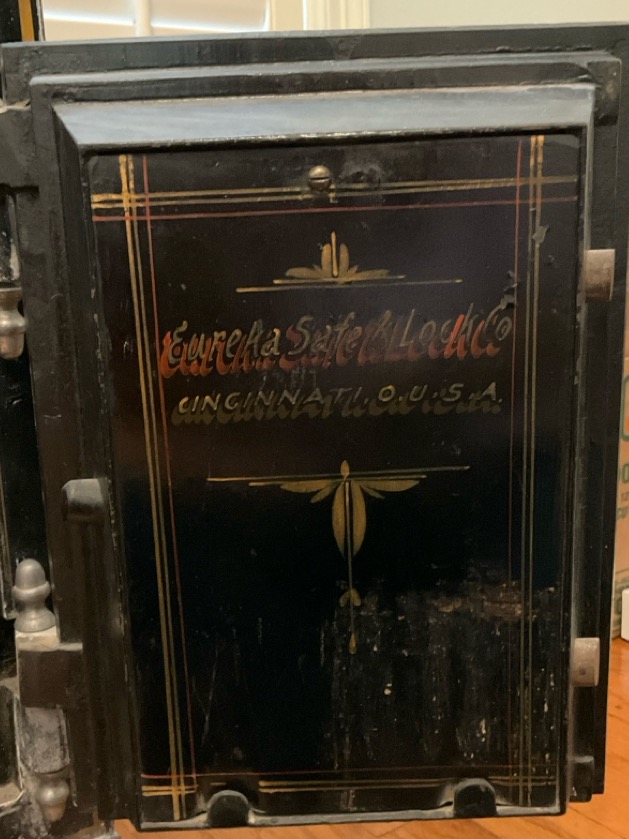 Eureka Safe & Lock Co
CINCINNATI, O. U. S. A.